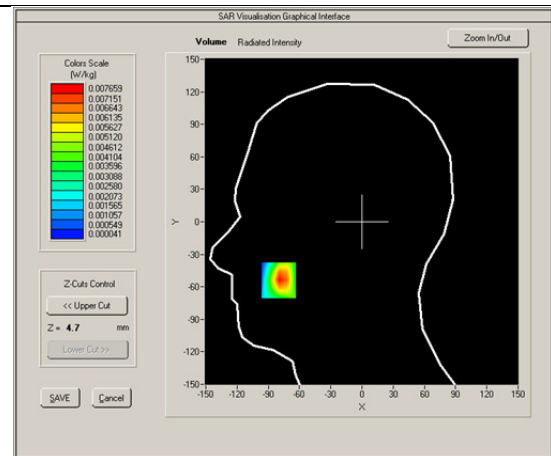 SAR Visualisation Graphical Interface
Volume Radiated Intensity
Zoom In/Out
Colors Scale
(W/kg)
0.007659
0.007151
0.006643
0.006135
0.005627
0.005120
0.004612
0.004104
0.003596
0.003088
0.002580
0.002073
0.001565
0.001057
0.000549
0.000041
Z-Cuts Control
<< Upper Cut
Z = 4.7 mm
Lower Cut >>
SAVE Cancel
150
120
90
60
30
0
-30
-60
-90
-120
-150
Y
-150 -120 -90 -60 -30 0 30 60 90 120 150
X